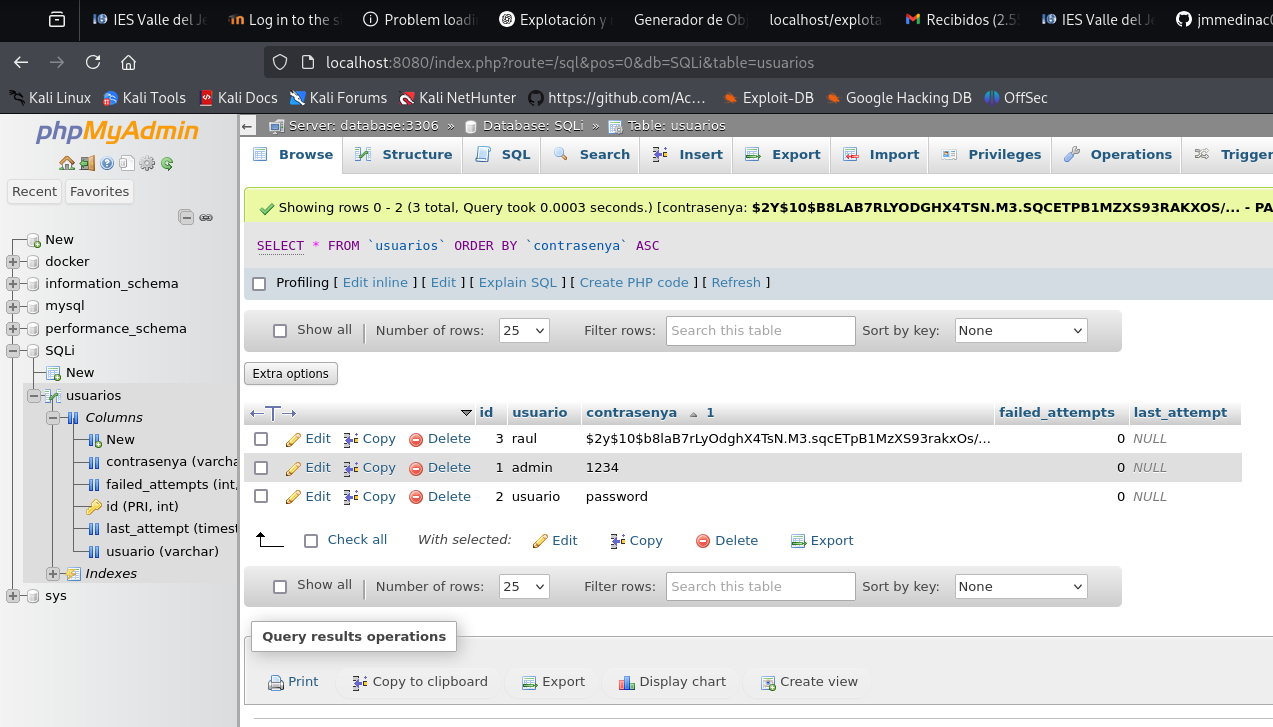 IES Valle del Je
Log in to the s
Problem loadi
Explotación y
Generador de Ob
localhost/explota
Recibidos (2.5
IES Valle del Je
jmmedinac0
localhost:8080/index.php?route=/sql&pos=0&db=SQLi&table=usuarios
Kali Linux Kali Tools Kali Docs Kali Forums Kali NetHunter https://github.com/Ac... Exploit-DB Google Hacking DB OffSec
phpMyAdmin
Recent Favorites
New
docker
information_schema
mysql
performance_schema
SQLi
New
usuarios
Columns
New
contrasenya (varcha
failed_attempts (int,
id (PRI, int)
last_attempt (timest
usuario (varchar)
Indexes
sys
Server: database:3306 » Database: SQLi » Table: usuarios
Browse Structure SQL Search Insert Export Import Privileges Operations Trigger
Showing rows 0 - 2 (3 total, Query took 0.0003 seconds.) [contrasenya: $2Y$10$B8LAB7RLYODGHX4TSN.M3.SQCETPB1MZXS93RAKXOS/... - PA
SELECT * FROM `usuarios` ORDER BY `contrasenya` ASC
Profiling [ Edit inline ] [ Edit ] [ Explain SQL ] [ Create PHP code ] [ Refresh ]
Show all Number of rows: 25 Filter rows: Search this table Sort by key: None
Extra options
id usuario contrasenya 1 failed_attempts last_attempt
Edit Copy Delete 3 raul $2y$10$b8laB7rLyOdghX4TsN.M3.sqcETpB1MzXS93rakxOs/... 0 NULL
Edit Copy Delete 1 admin 1234 0 NULL
Edit Copy Delete 2 usuario password 0 NULL
Check all With selected: Edit Copy Delete Export
Show all Number of rows: 25 Filter rows: Search this table Sort by key: None
Query results operations
Print Copy to clipboard Export Display chart Create view